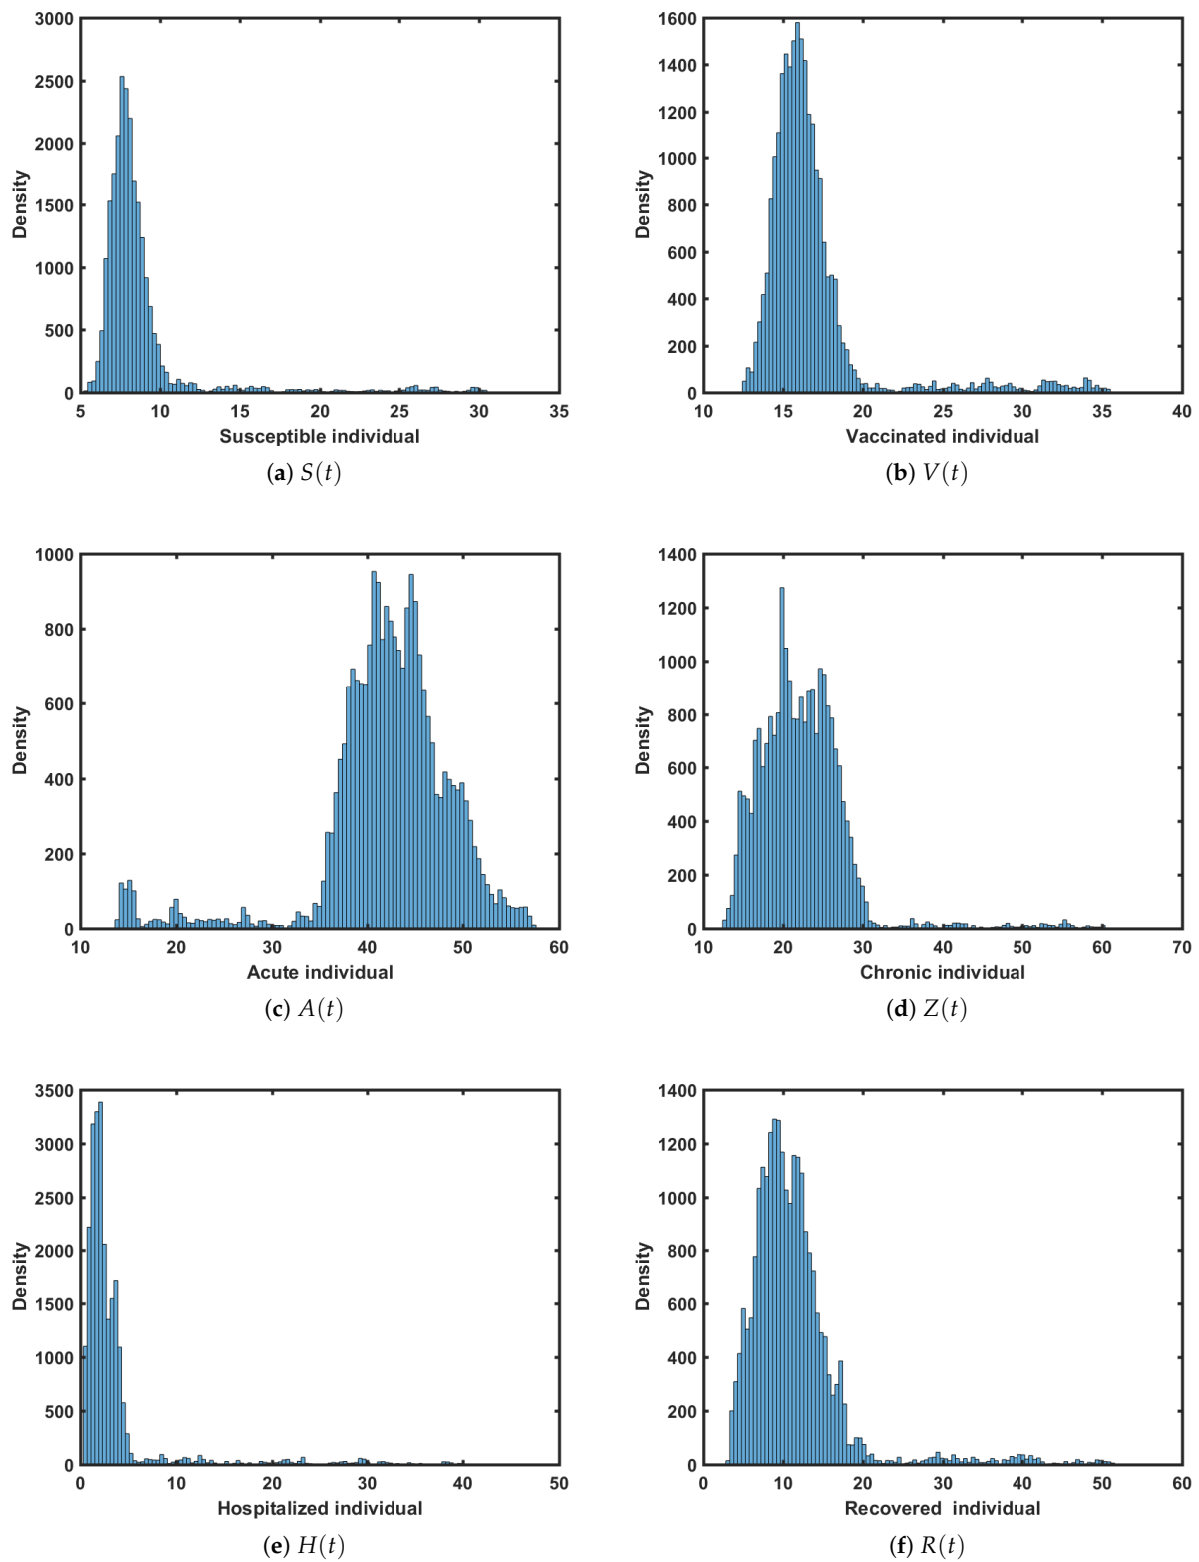 3000
2500
2000
1500
1000
500
0
Density
5 10 15 20 25 30 35
Susceptible individual
(a) S(t)
1600
1400
1200
1000
800
600
400
200
0
Density
10 15 20 25 30 35 40
Vaccinated individual
(b) V(t)
1000
800
600
400
200
0
Density
10 20 30 40 50 60
Acute individual
(c) A(t)
1400
1200
1000
800
600
400
200
0
Density
10 20 30 40 50 60 70
Chronic individual
(d) Z(t)
3500
3000
2500
2000
1500
1000
500
0
Density
0 10 20 30 40 50
Hospitalized individual
(e) H(t)
1400
1200
1000
800
600
400
200
0
Density
0 10 20 30 40 50 60
Recovered individual
(f) R(t)